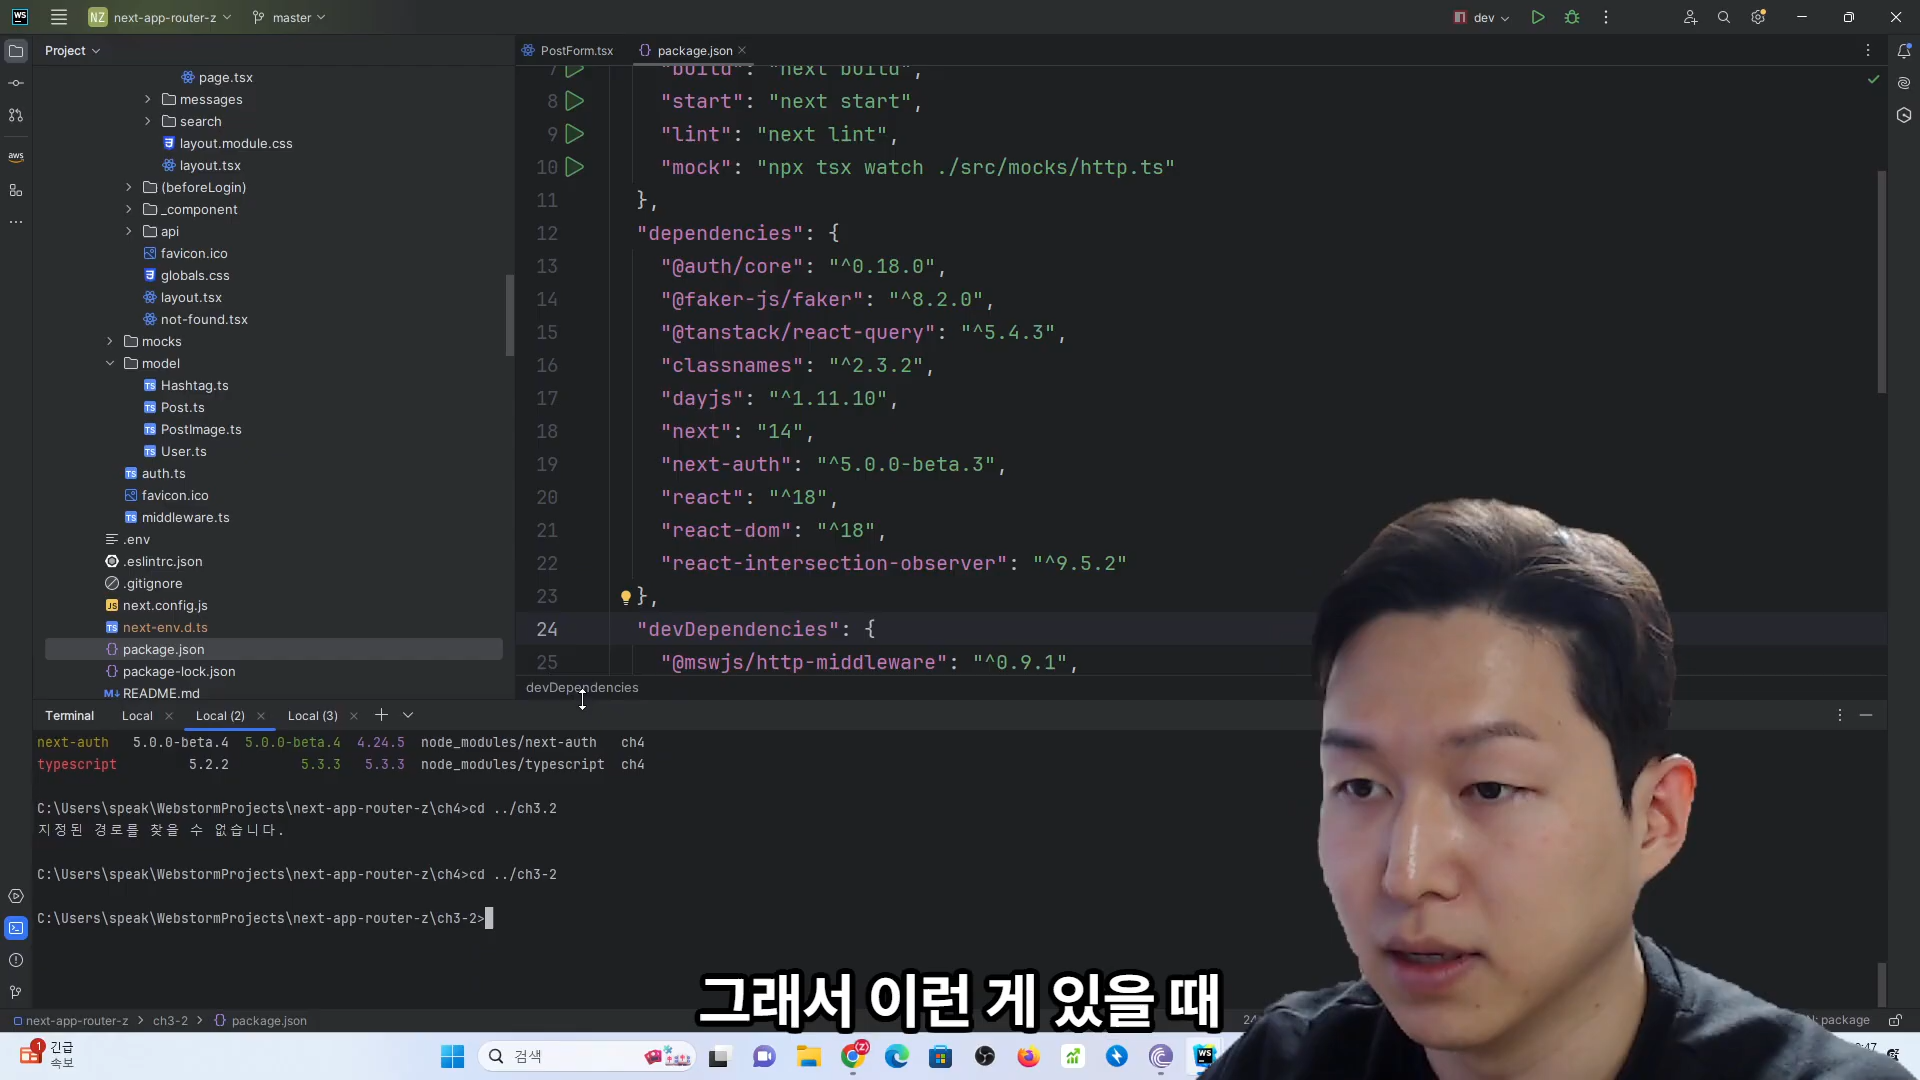 WS
NZ next-app-router-z
master
dev
Project
PostForm.tsx
package.json
page.tsx
messages
search
layout.module.css
layout.tsx
(beforeLogin)
_component
api
favicon.ico
globals.css
layout.tsx
not-found.tsx
mocks
model
Hashtag.ts
Post.ts
PostImage.ts
User.ts
auth.ts
favicon.ico
middleware.ts
.env
.eslintrc.json
.gitignore
next.config.js
next-env.d.ts
package.json
package-lock.json
README.md
aws
7 "build": "next build",
8 "start": "next start",
9 "lint": "next lint",
10 "mock": "npx tsx watch ./src/mocks/http.ts"
11 },
12 "dependencies": {
13 "@auth/core": "^0.18.0",
14 "@faker-js/faker": "^8.2.0",
15 "@tanstack/react-query": "^5.4.3",
16 "classnames": "^2.3.2",
17 "dayjs": "^1.11.10",
18 "next": "14",
19 "next-auth": "^5.0.0-beta.3",
20 "react": "^18",
21 "react-dom": "^18",
22 "react-intersection-observer": "^9.5.2"
23 },
24 "devDependencies": {
25 "@mswjs/http-middleware": "^0.9.1",
devDependencies
Terminal Local Local (2) Local (3)
next-auth 5.0.0-beta.4 5.0.0-beta.4 4.24.5 node_modules/next-auth ch4
typescript 5.2.2 5.3.3 5.3.3 node_modules/typescript ch4
C:\Users\speak\WebstormProjects\next-app-router-z\ch4>cd ../ch3.2
지정된 경로를 찾을 수 없습니다.
C:\Users\speak\WebstormProjects\next-app-router-z\ch4>cd ../ch3-2
C:\Users\speak\WebstormProjects\next-app-router-z\ch3-2>
그래서 이런 게 있을 때
next-app-router-z > ch3-2 > package.json
package
1 긴급
속보
검색